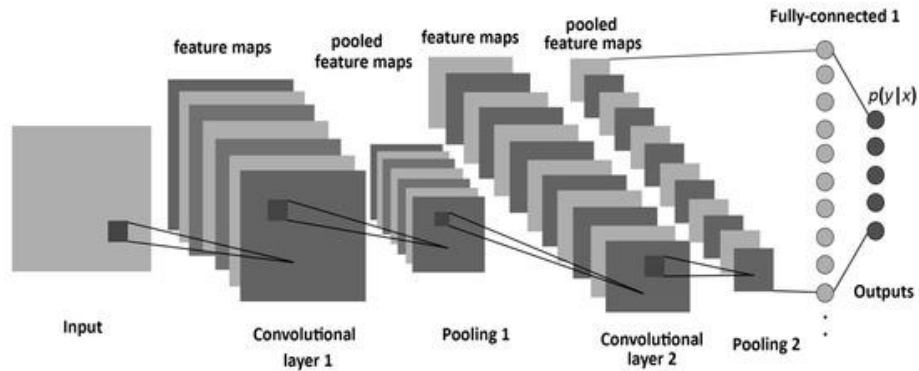 Fully-connected 1
feature maps
pooled
feature maps
feature maps
pooled
feature maps
p(y|x)
Input
Convolutional
layer 1
Pooling 1
Convolutional
layer 2
Pooling 2
Outputs